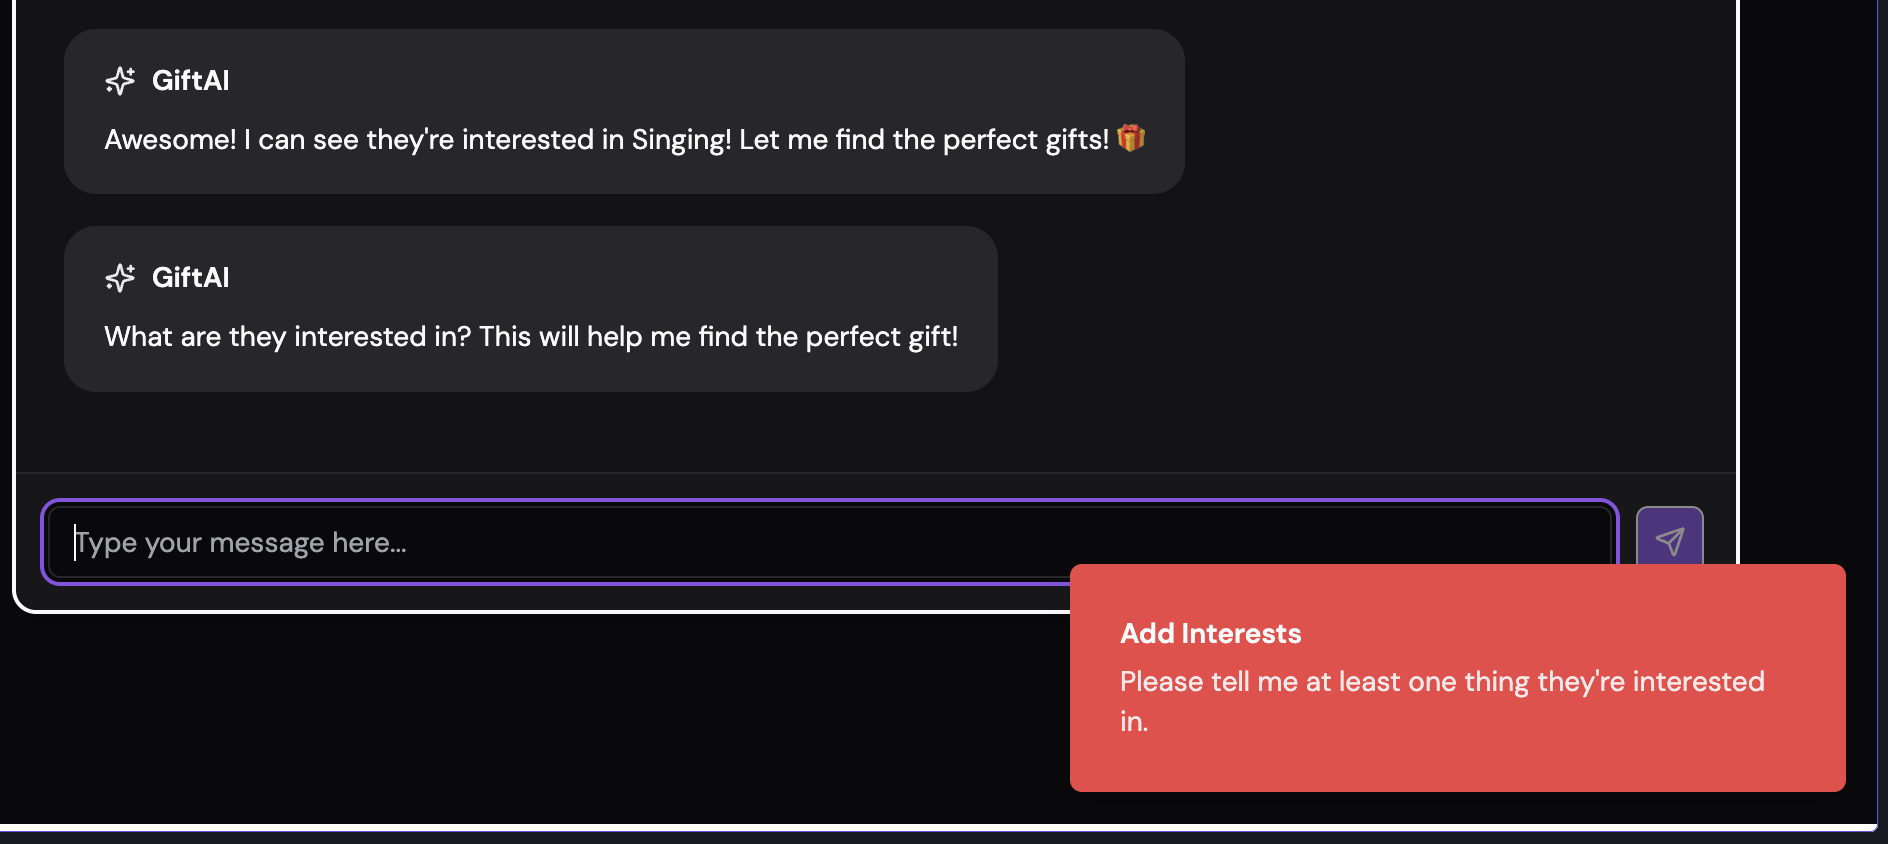 GiftAI
Awesome! I can see they're interested in Singing! Let me find the perfect gifts! 🎁
GiftAI
What are they interested in? This will help me find the perfect gift!
Type your message here...
Add Interests
Please tell me at least one thing they're interested
in.